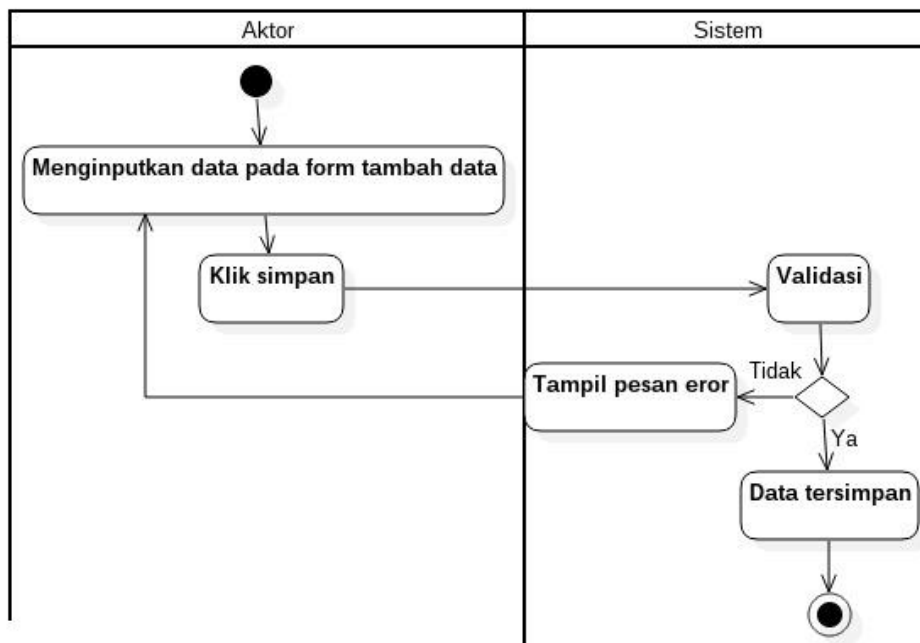 Aktor
Sistem
Menginputkan data pada form tambah data
Klik simpan
Validasi
Tidak
Tampil pesan eror
Ya
Data tersimpan